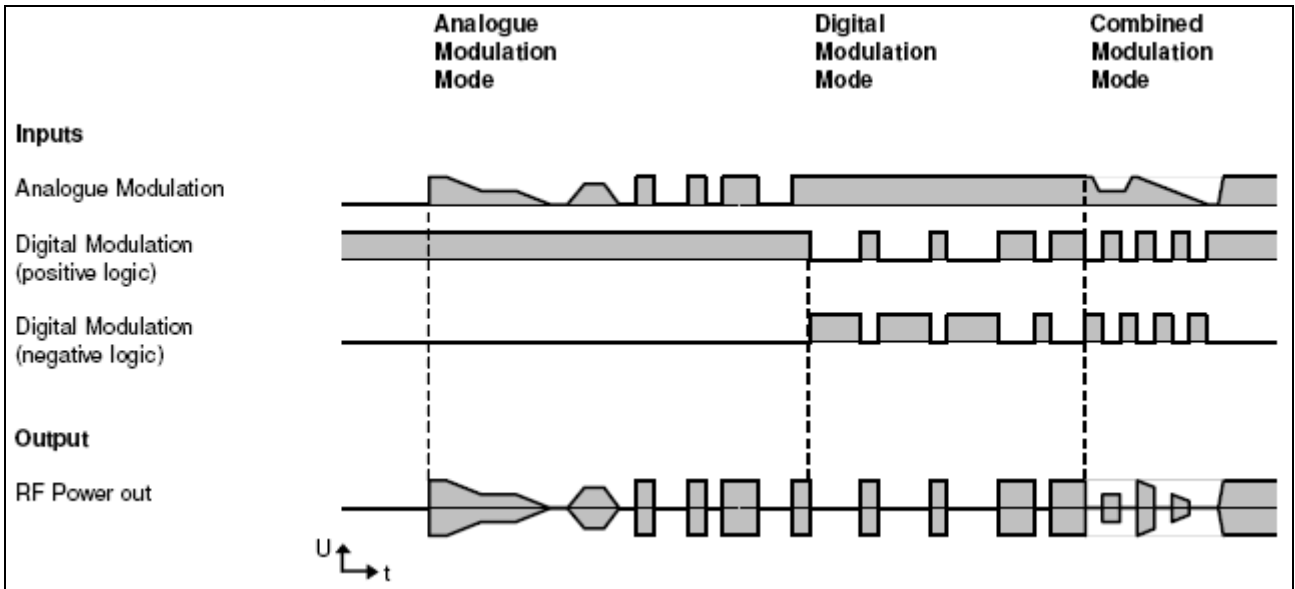 Analogue
Modulation
Mode
Digital
Modulation
Mode
Combined
Modulation
Mode
Inputs
Analogue Modulation
Digital Modulation
(positive logic)
Digital Modulation
(negative logic)
Output
RF Power out
U
t